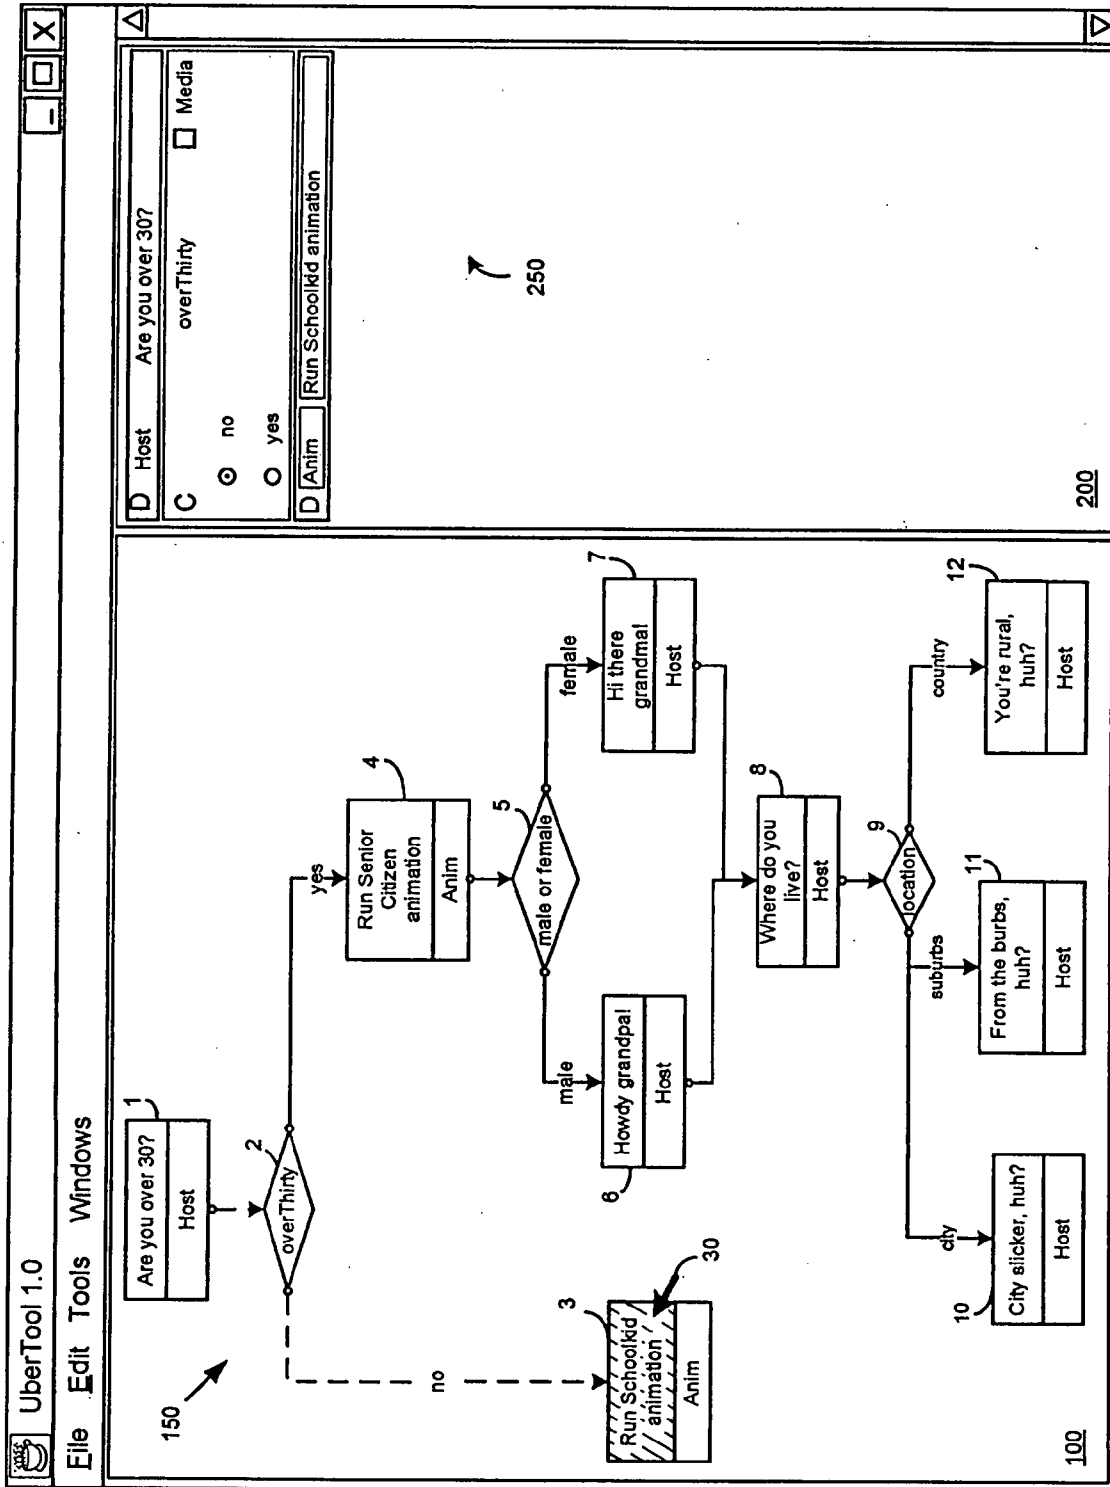 UberTool 1.0
File Edit Tools Windows
150
Are you over 30?
Host
1
overThirty
2
no
yes
Run Schoolkid
animation
Anim
3
30
Run Senior
Citizen
animation
Anim
4
male or female
5
male
female
Howdy grandpa!
Host
6
Hi there
grandma!
Host
7
Where do you
live?
Host
8
location
9
city
suburbs
country
City slicker, huh?
Host
10
From the burbs,
huh?
Host
11
You're rural,
huh?
Host
12
100
D Host Are you over 30?
C overThirty Media
no
yes
D Anim Run Schoolkid animation
250
200